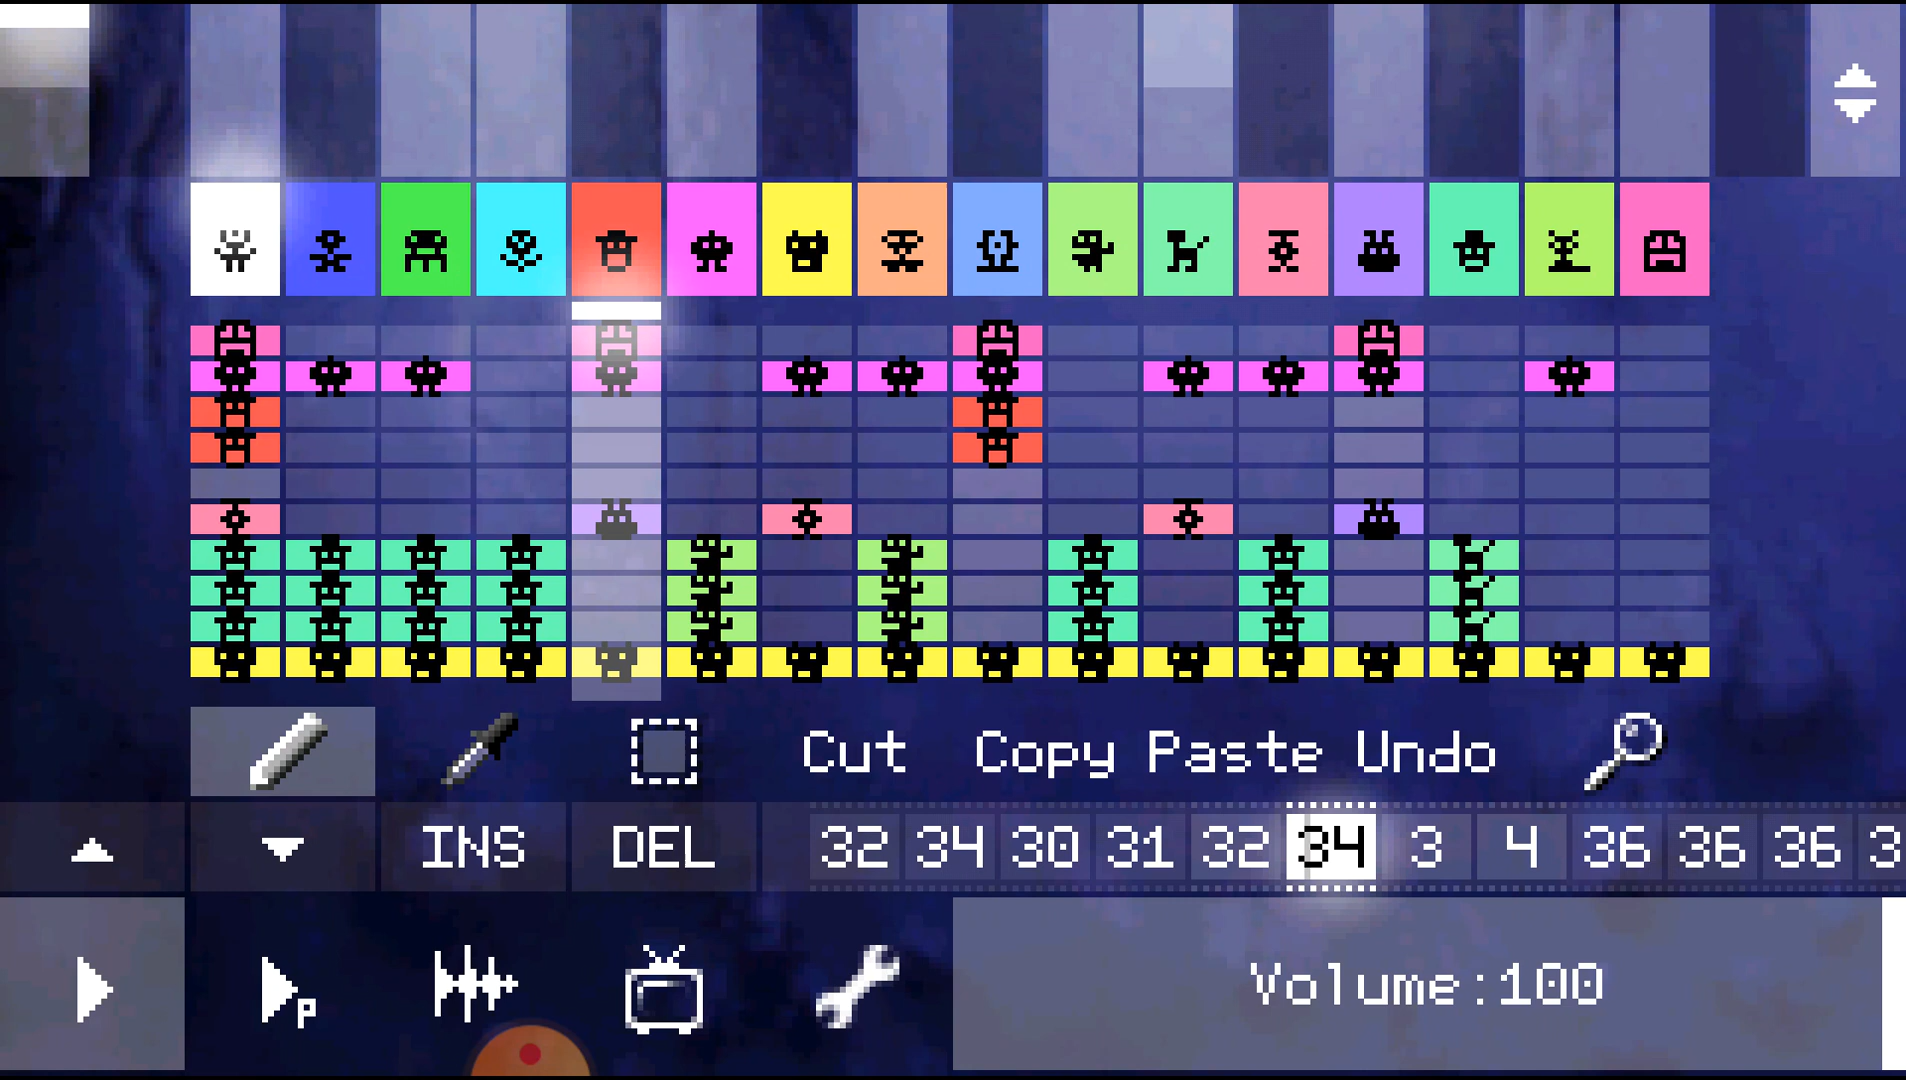 Cut Copy Paste Undo
INS DEL 32 34 30 31 32 34 3 4 36 36 36 3
P Volume:100